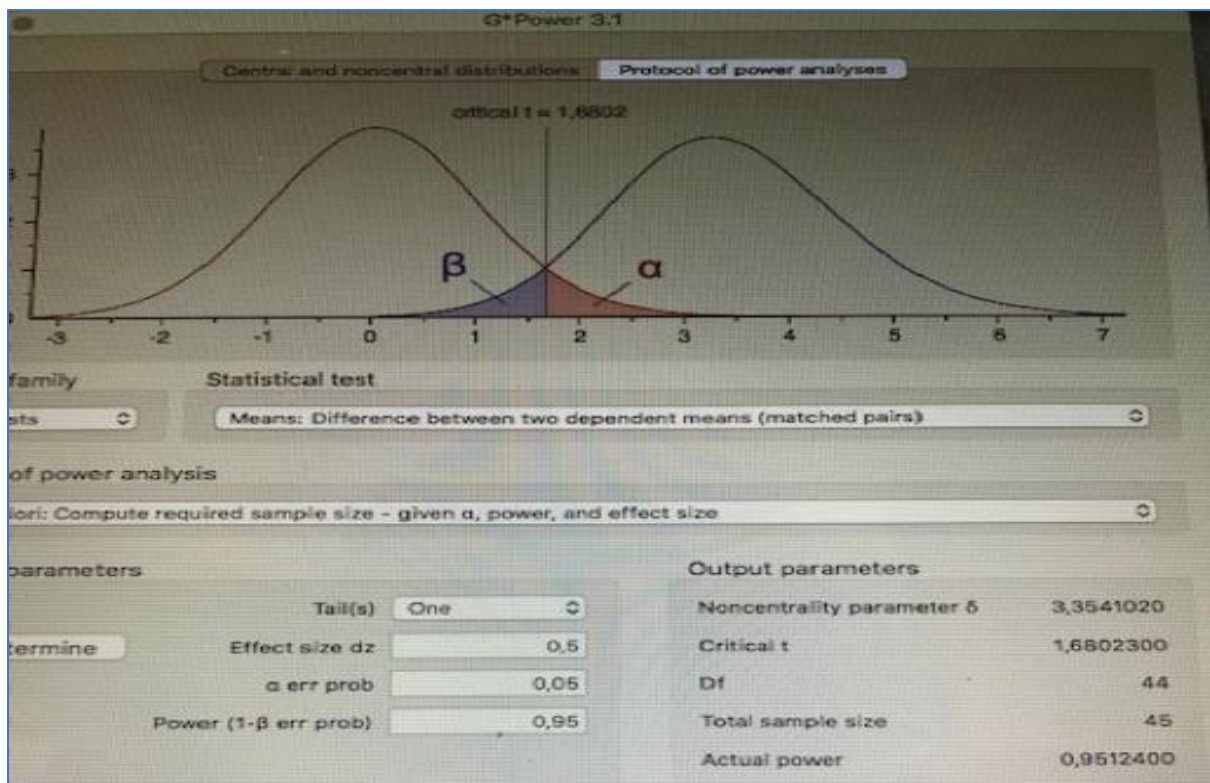 G*Power 3.1
Central and noncentral distributions Protocol of power analyses
critical t = 1,6802
β α
-3 -2 -1 0 1 2 3 4 5 6 7
family Statistical test
sts Means: Difference between two dependent means (matched pairs)
of power analysis
iori: Compute required sample size - given α, power, and effect size
parameters Output parameters
Tail(s) One Noncentrality parameter δ 3,3541020
termine Effect size dz 0,5 Critical t 1,6802300
α err prob 0,05 Df 44
Power (1-β err prob) 0,95 Total sample size 45
Actual power 0,9512400